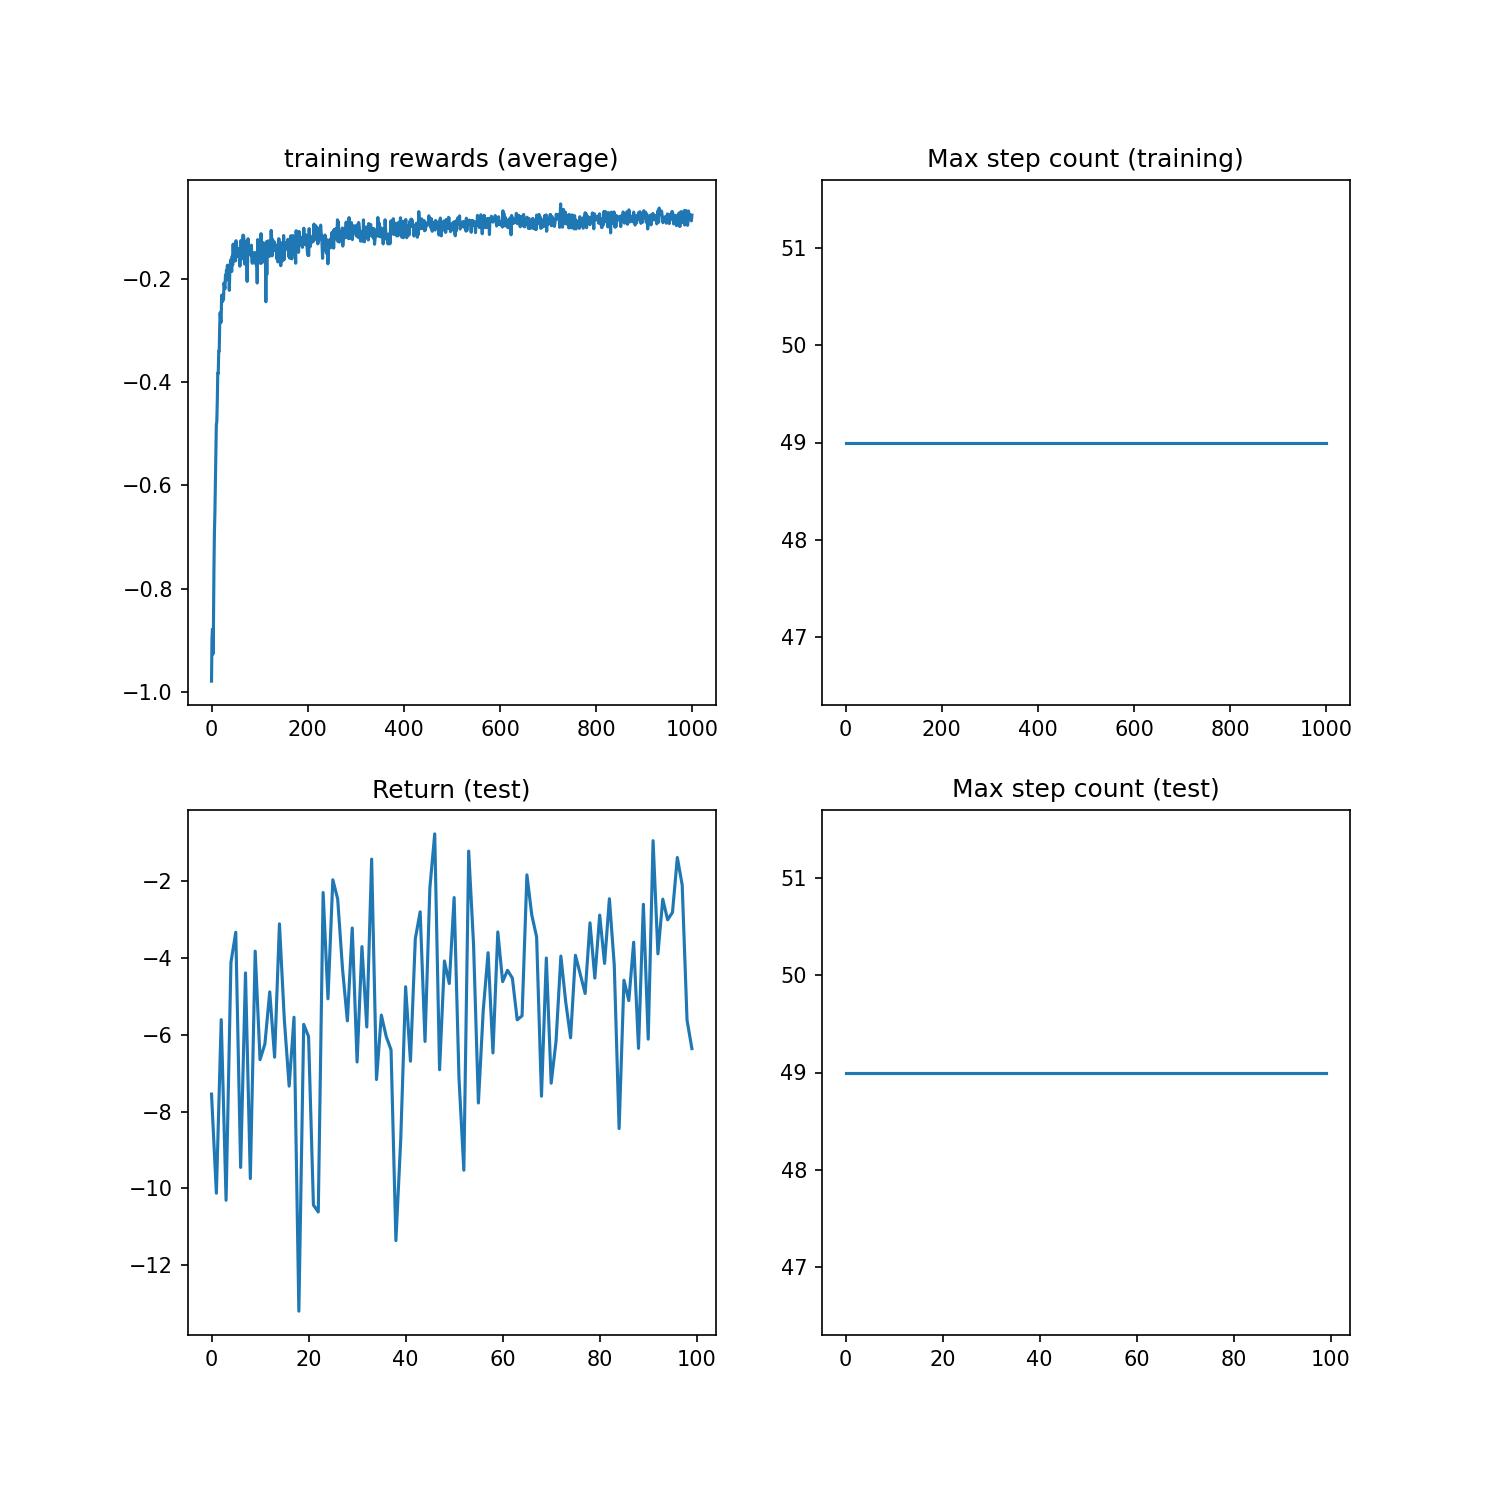 training rewards (average)
−0.2
−0.4
−0.6
−0.8
−1.0
0 200 400 600 800 1000
Max step count (training)
51
50
49
48
47
0 200 400 600 800 1000
Return (test)
−2
−4
−6
−8
−10
−12
0 20 40 60 80 100
Max step count (test)
51
50
49
48
47
0 20 40 60 80 100